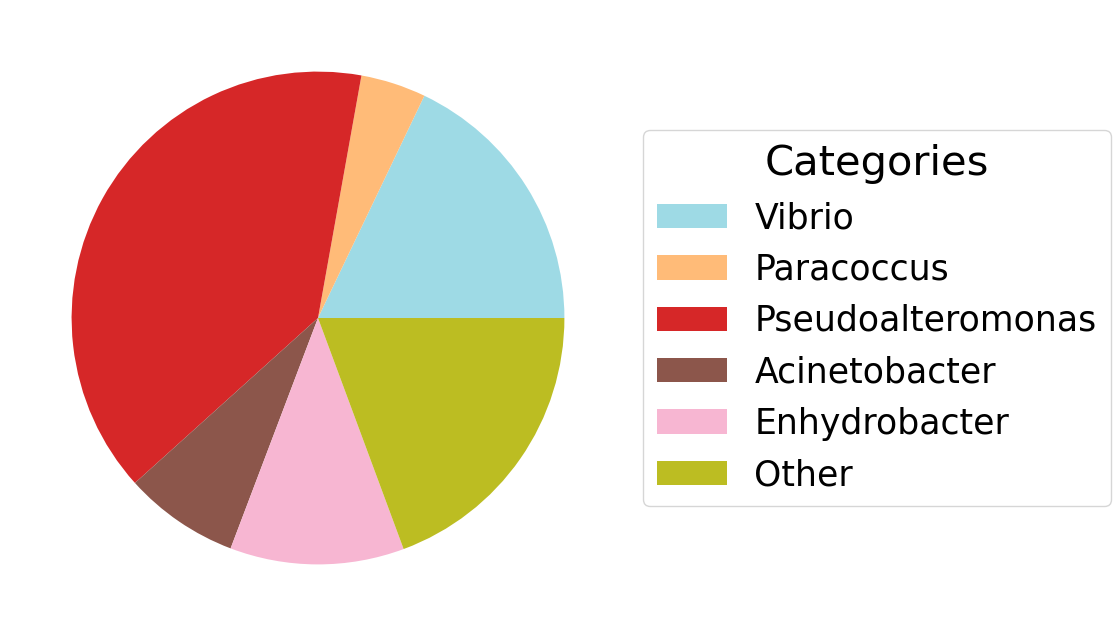 Categories
Vibrio
Paracoccus
Pseudoalteromonas
Acinetobacter
Enhydrobacter
Other